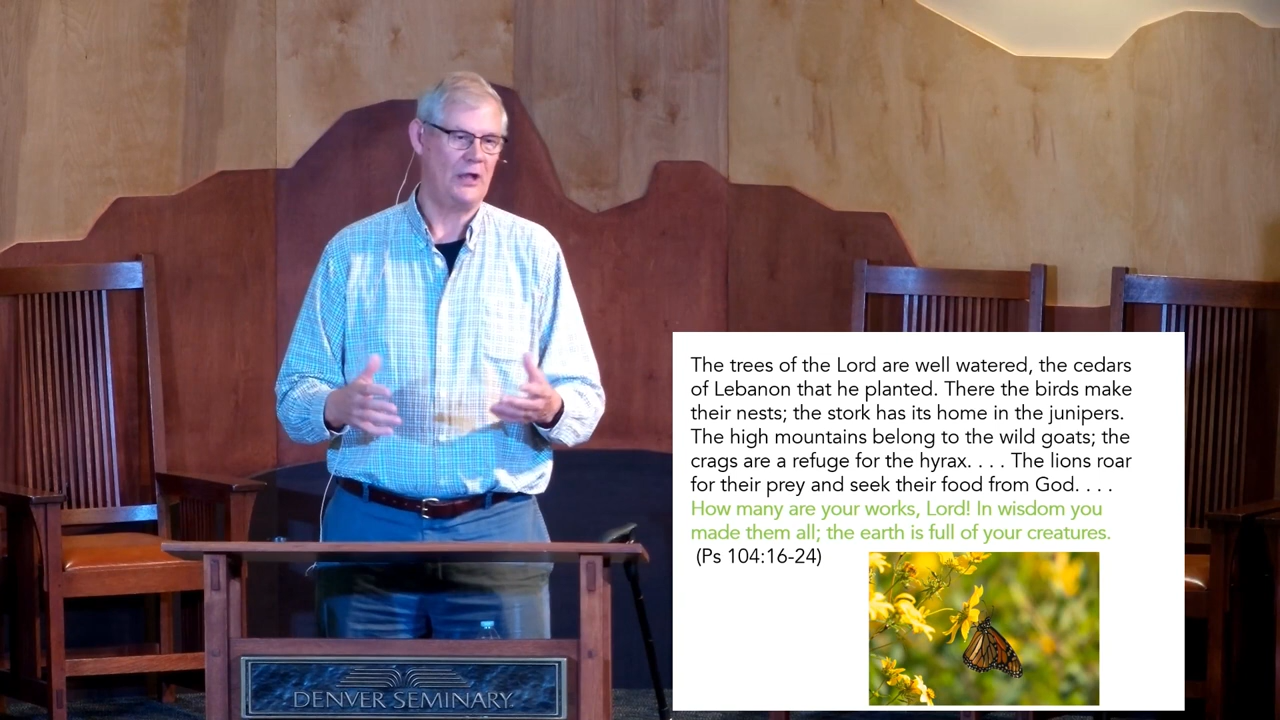 The trees of the Lord are well watered, the cedars
of Lebanon that he planted. There the birds make
their nests; the stork has its home in the junipers.
The high mountains belong to the wild goats; the
crags are a refuge for the hyrax. . . . The lions roar
for their prey and seek their food from God. . . .
How many are your works, Lord! In wisdom you
made them all; the earth is full of your creatures.
(Ps 104:16-24)
DENVER SEMINARY